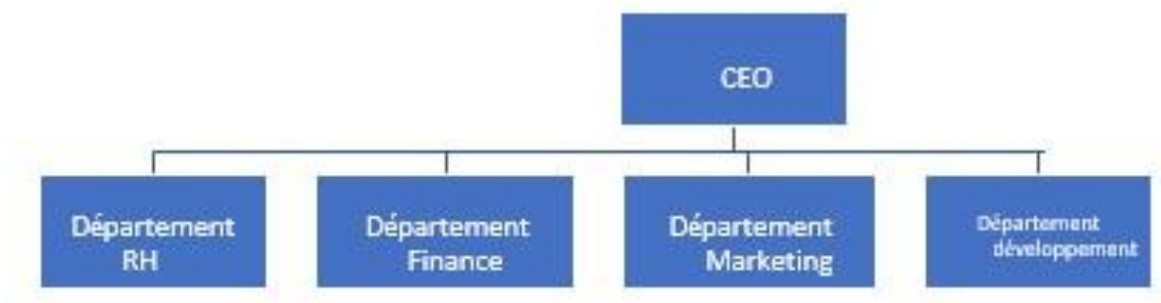 CEO
Département
RH
Département
Finance
Département
Marketing
Département
développement